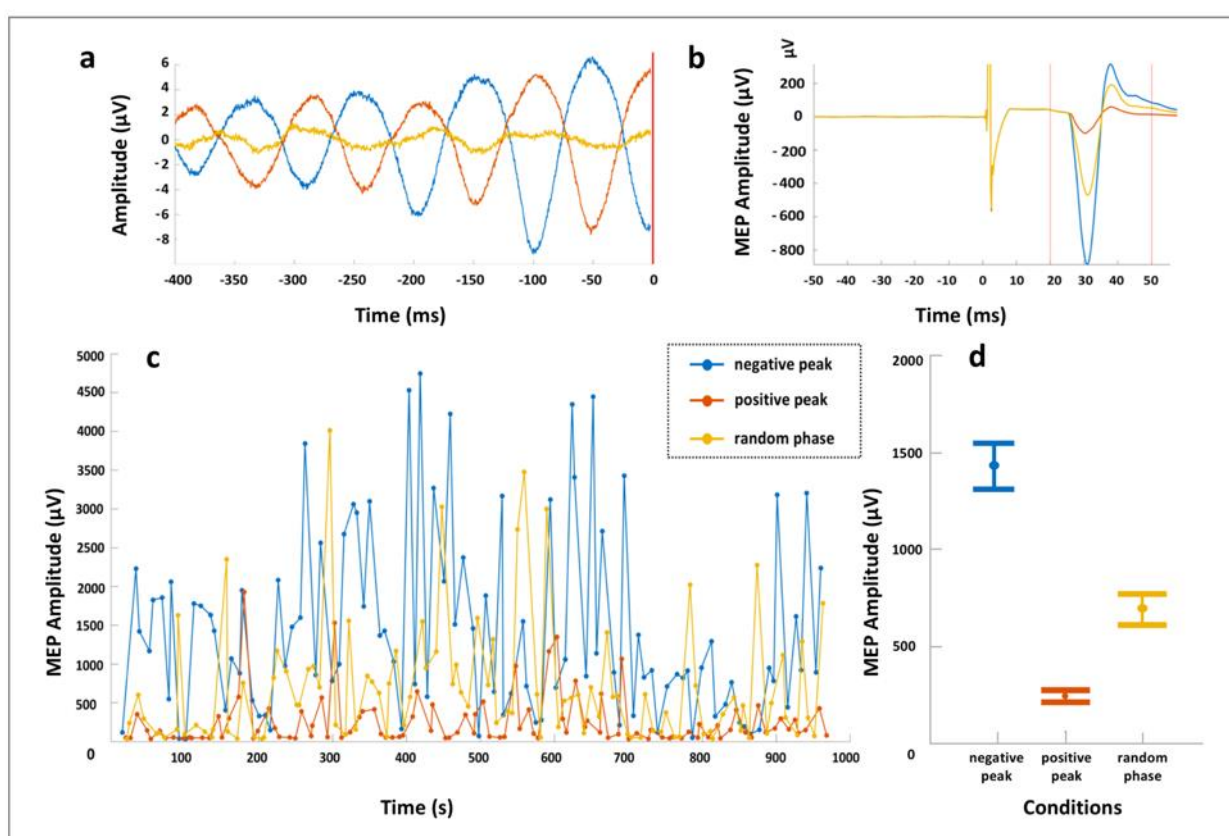 a
Amplitude (µV)
6
4
2
0
- 2
- 4
- 6
- 8
-400
-350
-300
-250
-200
-150
-100
-50
0
Time (ms)
b
µV
MEP Amplitude (µV)
200
0
- 200
- 400
- 600
- 800
-50
-40
-30
-20
-10
0
10
20
30
40
50
Time (ms)
c
MEP Amplitude (µV)
5000
4500
4000
3500
3000
2500
2000
1500
1000
500
0
100
200
300
400
500
600
700
800
900
1000
Time (s)
negative peak
positive peak
random phase
d
MEP Amplitude (µV)
2000
1500
1000
500
0
negative
peak
positive
peak
random
phase
Conditions